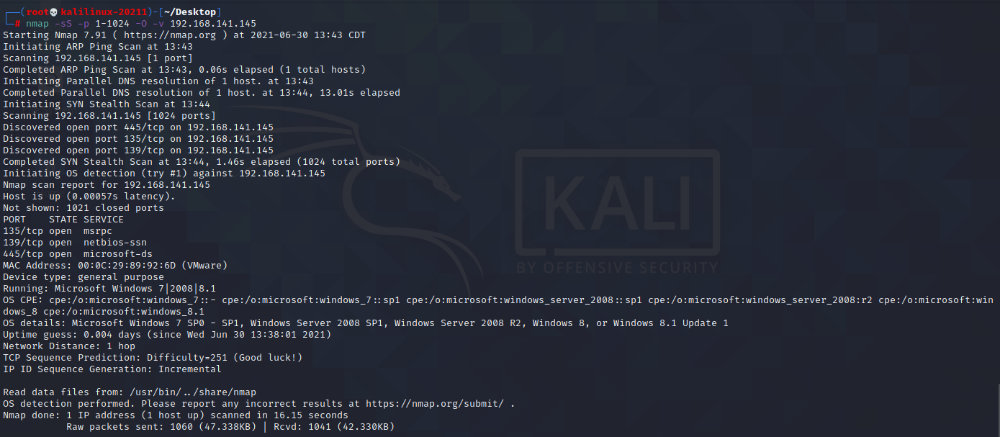 ┌──(root💀kalilinux-20211)-[~/Desktop]
└─# nmap -sS -p 1-1024 -O -v 192.168.141.145
Starting Nmap 7.91 ( https://nmap.org ) at 2021-06-30 13:43 CDT
Initiating ARP Ping Scan at 13:43
Scanning 192.168.141.145 [1 port]
Completed ARP Ping Scan at 13:43, 0.06s elapsed (1 total hosts)
Initiating Parallel DNS resolution of 1 host. at 13:43
Completed Parallel DNS resolution of 1 host. at 13:44, 13.01s elapsed
Initiating SYN Stealth Scan at 13:44
Scanning 192.168.141.145 [1024 ports]
Discovered open port 445/tcp on 192.168.141.145
Discovered open port 135/tcp on 192.168.141.145
Discovered open port 139/tcp on 192.168.141.145
Completed SYN Stealth Scan at 13:44, 1.46s elapsed (1024 total ports)
Initiating OS detection (try #1) against 192.168.141.145
Nmap scan report for 192.168.141.145
Host is up (0.00057s latency).
Not shown: 1021 closed ports
PORT    STATE SERVICE
135/tcp open  msrpc
139/tcp open  netbios-ssn
445/tcp open  microsoft-ds
MAC Address: 00:0C:29:89:92:6D (VMware)
Device type: general purpose
Running: Microsoft Windows 7|2008|8.1
OS CPE: cpe:/o:microsoft:windows_7::- cpe:/o:microsoft:windows_7::sp1 cpe:/o:microsoft:windows_server_2008::sp1 cpe:/o:microsoft:windows_server_2008:r2 cpe:/o:microsoft:win
dows_8 cpe:/o:microsoft:windows_8.1
OS details: Microsoft Windows 7 SP0 - SP1, Windows Server 2008 SP1, Windows Server 2008 R2, Windows 8, or Windows 8.1 Update 1
Uptime guess: 0.004 days (since Wed Jun 30 13:38:01 2021)
Network Distance: 1 hop
TCP Sequence Prediction: Difficulty=251 (Good luck!)
IP ID Sequence Generation: Incremental
Read data files from: /usr/bin/../share/nmap
OS detection performed. Please report any incorrect results at https://nmap.org/submit/ .
Nmap done: 1 IP address (1 host up) scanned in 16.15 seconds
           Raw packets sent: 1060 (47.338KB) | Rcvd: 1041 (42.330KB)
KALI
BY OFFENSIVE SECURITY